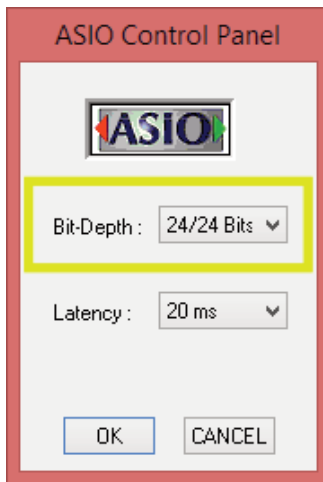 ASIO Control Panel
ASIO
Bit-Depth : 24/24 Bits
Latency : 20 ms
OK CANCEL